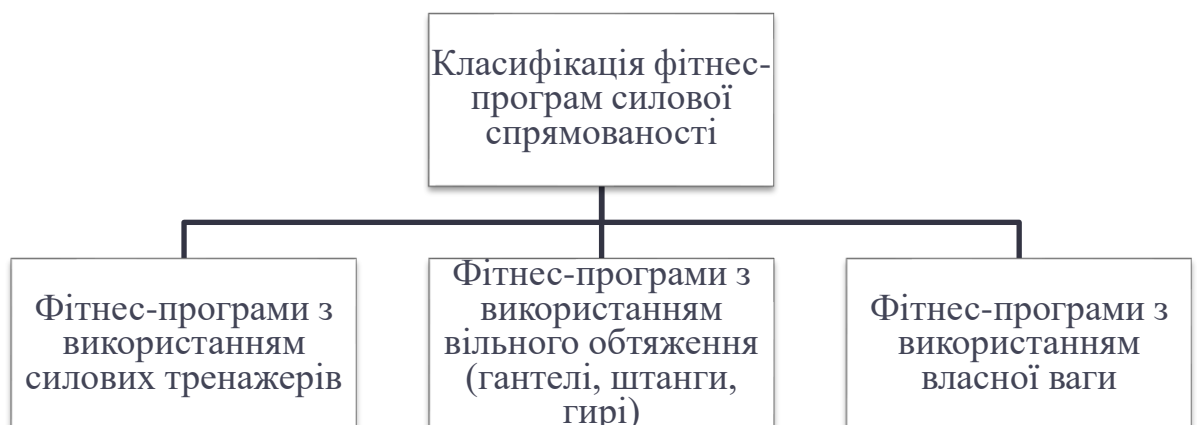 Класифікація фітнес-
програм силової
спрямованості
Фітнес-програми з
використанням
силових тренажерів
Фітнес-програми з
використанням
вільного обтяження
(гантелі, штанги,
гирі)
Фітнес-програми з
використанням
власної ваги